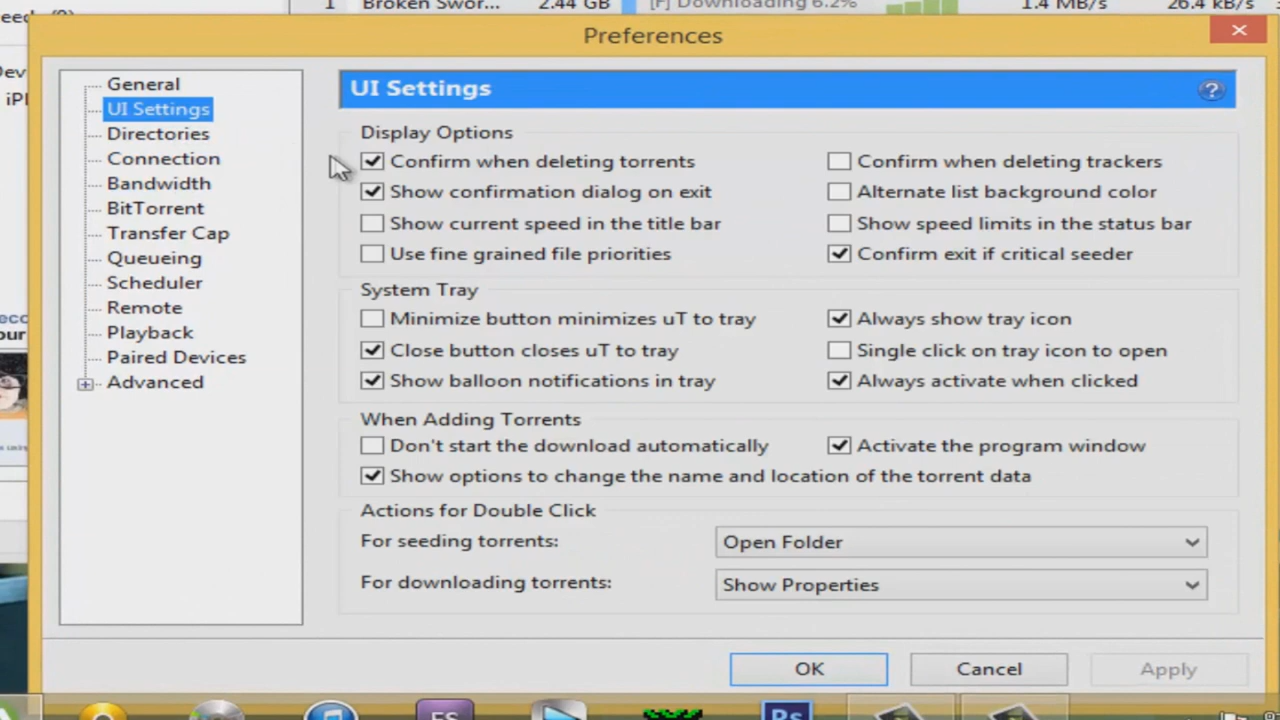 1 Broken Swor... 2.44 GB [F] Downloading 6.2% 1.4 MB/s 26.4 kB/s
Preferences
General
UI Settings
Directories
Connection
Bandwidth
BitTorrent
Transfer Cap
Queueing
Scheduler
Remote
Playback
Paired Devices
Advanced
UI Settings
Display Options
Confirm when deleting torrents
Confirm when deleting trackers
Show confirmation dialog on exit
Alternate list background color
Show current speed in the title bar
Show speed limits in the status bar
Use fine grained file priorities
Confirm exit if critical seeder
System Tray
Minimize button minimizes uT to tray
Always show tray icon
Close button closes uT to tray
Single click on tray icon to open
Show balloon notifications in tray
Always activate when clicked
When Adding Torrents
Don't start the download automatically
Activate the program window
Show options to change the name and location of the torrent data
Actions for Double Click
For seeding torrents:
Open Folder
For downloading torrents:
Show Properties
OK
Cancel
Apply
Ps